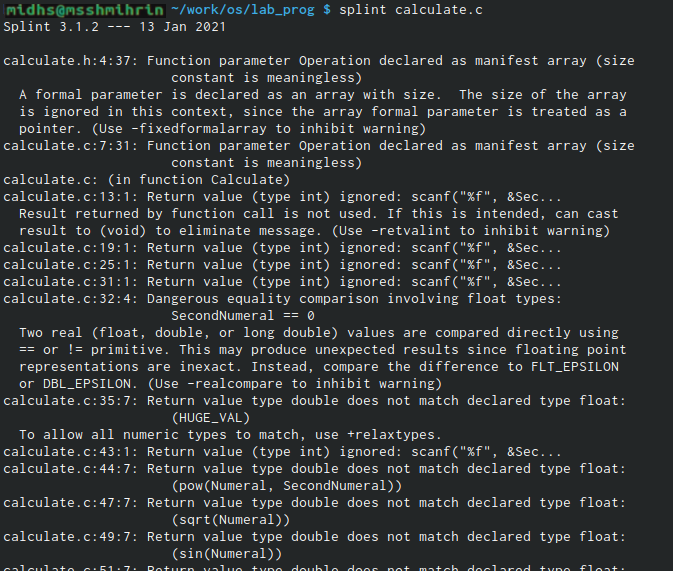 midhs@msshmihrin ~/work/os/lab_prog $ splint calculate.c
Splint 3.1.2 --- 13 Jan 2021
calculate.h:4:37: Function parameter Operation declared as manifest array (size
constant is meaningless)
A formal parameter is declared as an array with size.  The size of the array
is ignored in this context, since the array formal parameter is treated as a
pointer. (Use -fixedformalarray to inhibit warning)
calculate.c:7:31: Function parameter Operation declared as manifest array (size
constant is meaningless)
calculate.c: (in function Calculate)
calculate.c:13:1: Return value (type int) ignored: scanf("%f", &Sec...
Result returned by function call is not used. If this is intended, can cast
result to (void) to eliminate message. (Use -retvalint to inhibit warning)
calculate.c:19:1: Return value (type int) ignored: scanf("%f", &Sec...
calculate.c:25:1: Return value (type int) ignored: scanf("%f", &Sec...
calculate.c:31:1: Return value (type int) ignored: scanf("%f", &Sec...
calculate.c:32:4: Dangerous equality comparison involving float types:
SecondNumeral == 0
Two real (float, double, or long double) values are compared directly using
== or != primitive. This may produce unexpected results since floating point
representations are inexact. Instead, compare the difference to FLT_EPSILON
or DBL_EPSILON. (Use -realcompare to inhibit warning)
calculate.c:35:7: Return value type double does not match declared type float:
(HUGE_VAL)
To allow all numeric types to match, use +relaxtypes.
calculate.c:43:1: Return value (type int) ignored: scanf("%f", &Sec...
calculate.c:44:7: Return value type double does not match declared type float:
(pow(Numeral, SecondNumeral))
calculate.c:47:7: Return value type double does not match declared type float:
(sqrt(Numeral))
calculate.c:49:7: Return value type double does not match declared type float:
(sin(Numeral))
calculate.c:51:7: Return value type double does not match declared type float: